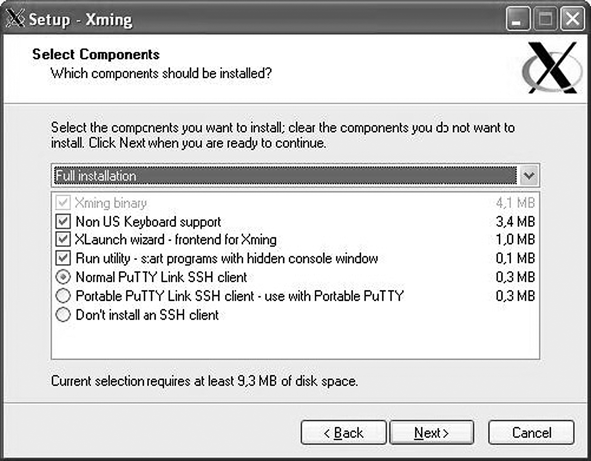 Setup - Xming
Select Components
Which components should be installed?
Select the components you want to install; clear the components you do not want to
install. Click Next when you are ready to continue.
Full installation
Xming binary 4,1 MB
Non US Keyboard support 3,4 MB
XLaunch wizard - frontend for Xming 1,0 MB
Run utility - start programs with hidden console window 0,1 MB
Normal PuTTY Link SSH client 0,3 MB
Portable PuTTY Link SSH client - use with Portable PuTTY 0,3 MB
Don't install an SSH client
Current selection requires at least 9,3 MB of disk space.
< Back Next > Cancel